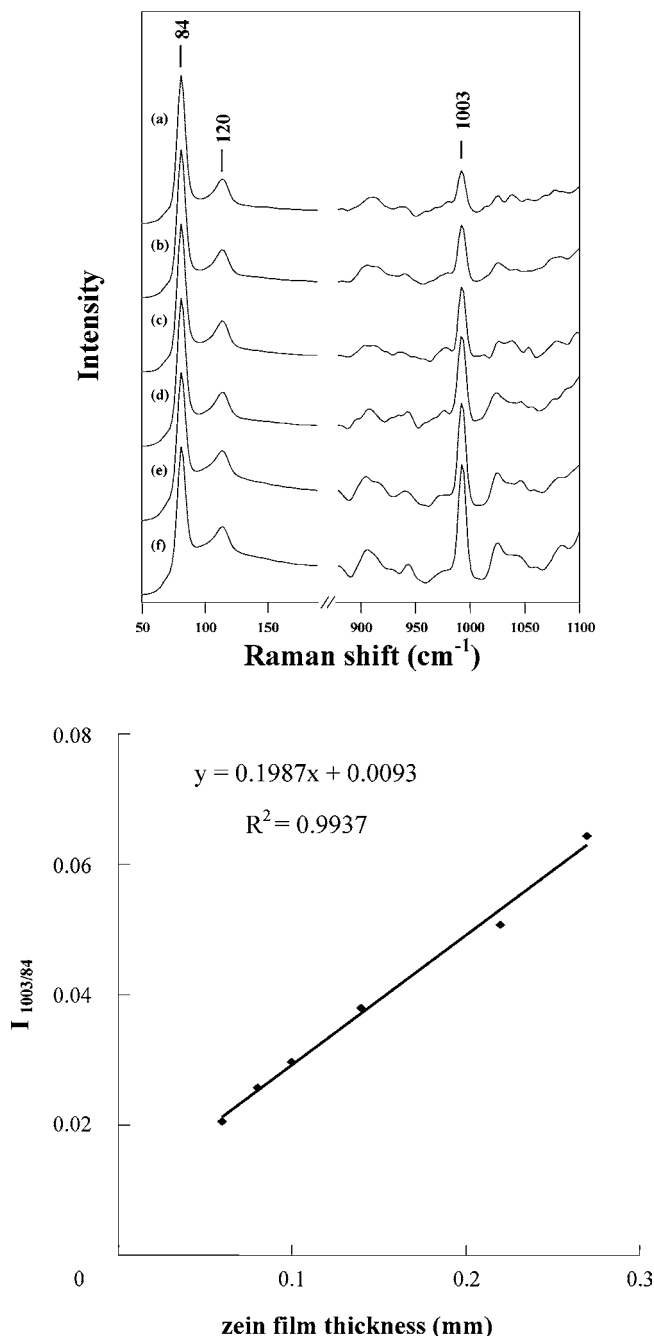 84
120
1003
(a)
(b)
(c)
(d)
(e)
(f)
Intensity
50 100 150 // 900 950 1000 1050 1100
Raman shift (cm⁻¹)
0.08
y = 0.1987x + 0.0093
R² = 0.9937
0.06
0.04
0.02
I 1003/84
0 0.1 0.2 0.3
zein film thickness (mm)